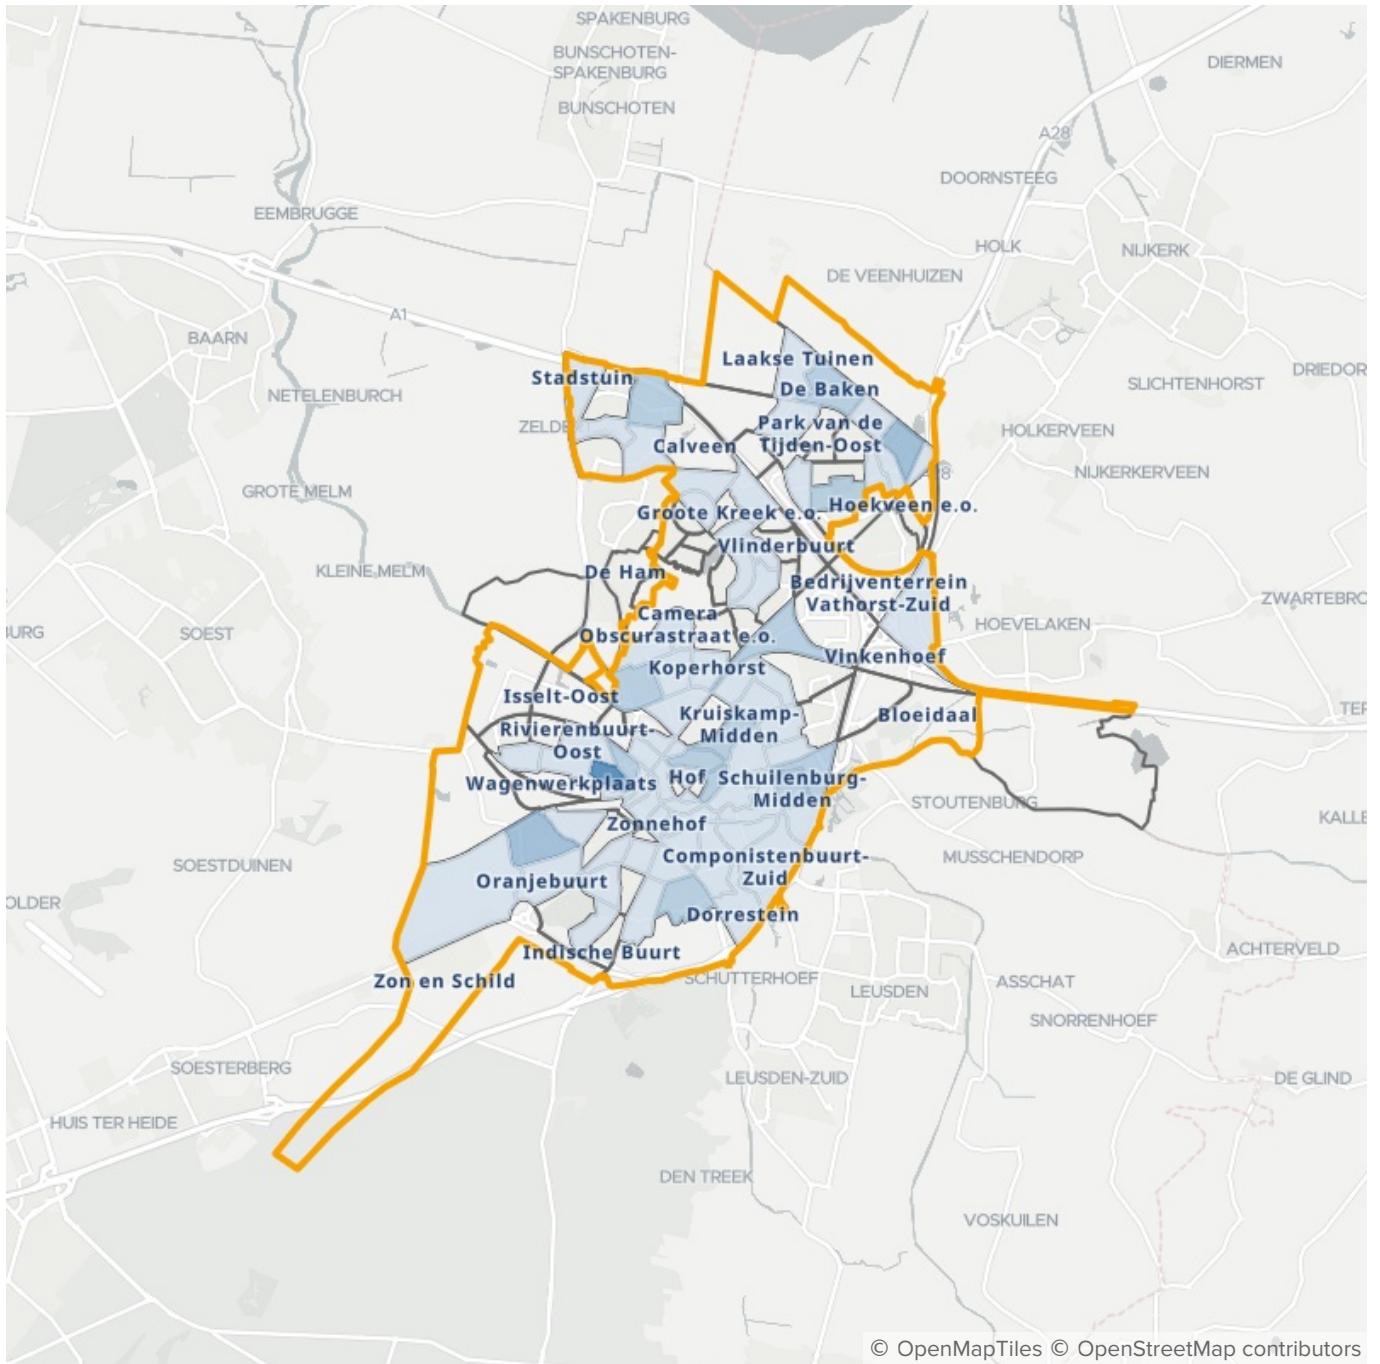 SPAKENBURG
BUNSCHOTEN-
SPAKENBURG
BUNSCHOTEN
DIERMEN
A28
DOORNSTEEG
EEMBRUGGE
HOLK
NIJKERK
DE VEENHUIZEN
A1
BAARN
Laakse Tuinen
DRIEDOR
Stadstuin
De Baken
SLICHTENHORST
NETELENBURCH
ZELD
Park van de
Tijden-Oost
HOLKERVEEN
Calveen
NIJKERKERVEEN
GROTE MELM
Hoekveen e.o.
Groote Kreek e.o.
Vlinderbuurt
De Ham
KLEINE MELM
Bedrijventerrein
Vathorst-Zuid
ZWARTEBRO
Camera
Obscurastraat e.o.
HOEVELAKEN
BURG
SOEST
Vinkenhoef
Koperhorst
Isselt-Oost
TER
Kruiskamp-
Midden
Bloeidaal
Rivierenbuurt-
Oost
Wagenwerkplaats
Hof
Schuilenburg-
Midden
STOUTENBURG
KALLE
Zonnehof
MUSSCHENDORP
SOESTDUINEN
Componistenbuurt-
Zuid
Oranjebuurt
OLDER
Dorrestein
ACHTERVELD
Indische Buurt
Zon en Schild
SCHUTTERHOEF
LEUSDEN
ASSCHAT
SNORRENHOEF
SOESTERBERG
LEUSDEN-ZUID
DE GLIND
HUIS TER HEIDE
DEN TREEK
VOSKUILEN
© OpenMapTiles © OpenStreetMap contributors